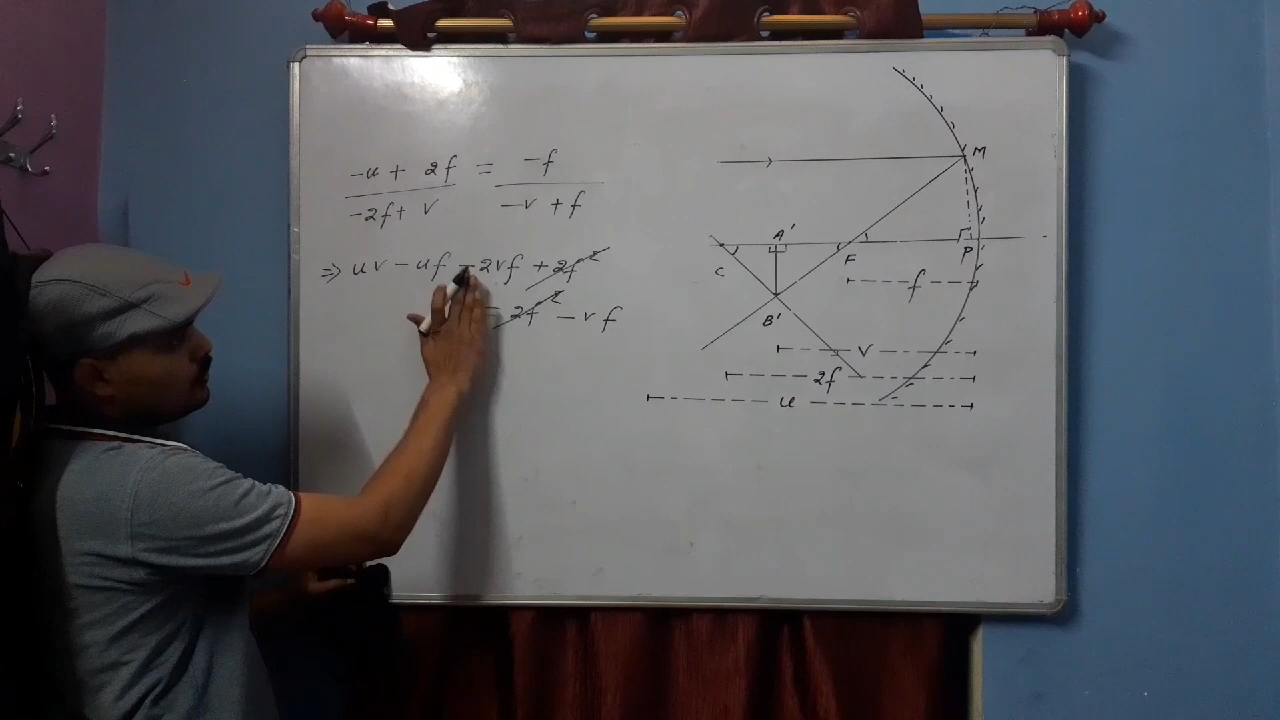 -u + 2f = -f
-2f + v -v + f
⇒ uv - uf - 2vf + 2f²
= 2f² - vf
M
A'
C
F
P
f
B'
v
2f
u